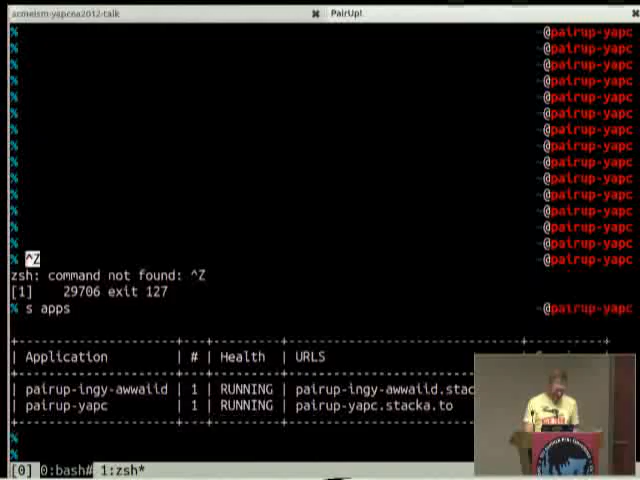 acmeism-yapcna2012-talk PairUp!
% ~@pairup-yapc
% ~@pairup-yapc
% ~@pairup-yapc
% ~@pairup-yapc
% ~@pairup-yapc
% ~@pairup-yapc
% ~@pairup-yapc
% ~@pairup-yapc
% ~@pairup-yapc
% ~@pairup-yapc
% ~@pairup-yapc
% ~@pairup-yapc
% ~@pairup-yapc
% ~@pairup-yapc
% ^Z ~@pairup-yapc
zsh: command not found: ^Z
[1] 29706 exit 127
% s apps ~@pairup-yapc
| Application | # | Health | URLS
| pairup-ingy-awwaiid | 1 | RUNNING | pairup-ingy-awwaiid.stac
| pairup-yapc | 1 | RUNNING | pairup-yapc.stacka.to
%
%
[0] 0:bash# 1:zsh*